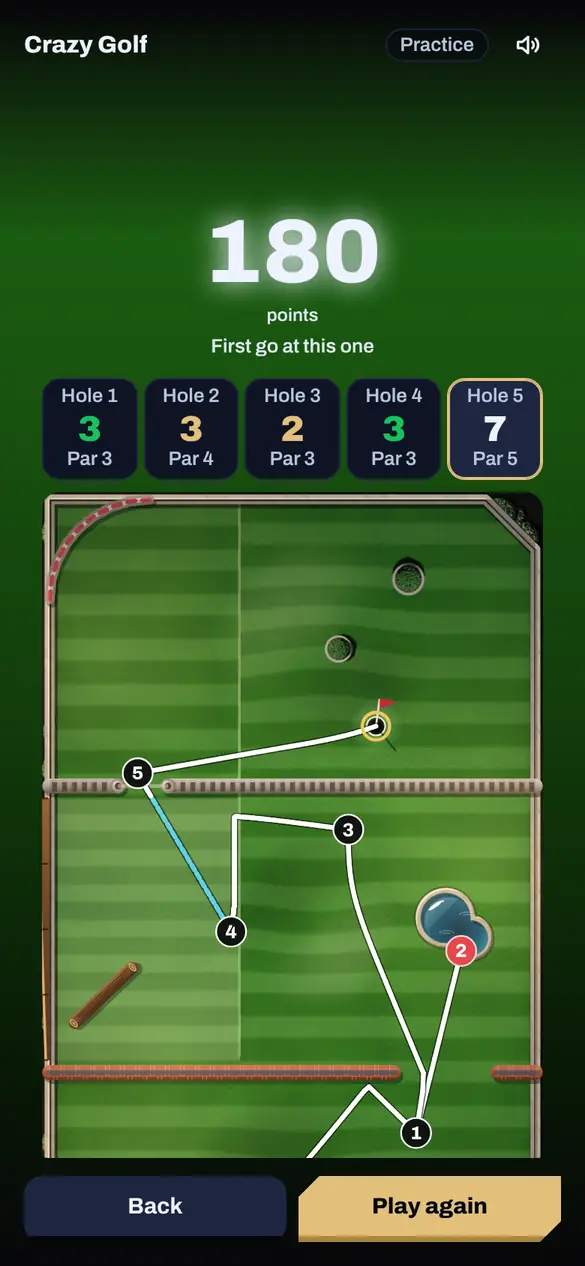 Crazy Golf
Practice
180
points
First go at this one
Hole 1
3
Par 3
Hole 2
3
Par 4
Hole 3
2
Par 3
Hole 4
3
Par 3
Hole 5
7
Par 5
5
3
4
2
1
Back
Play again